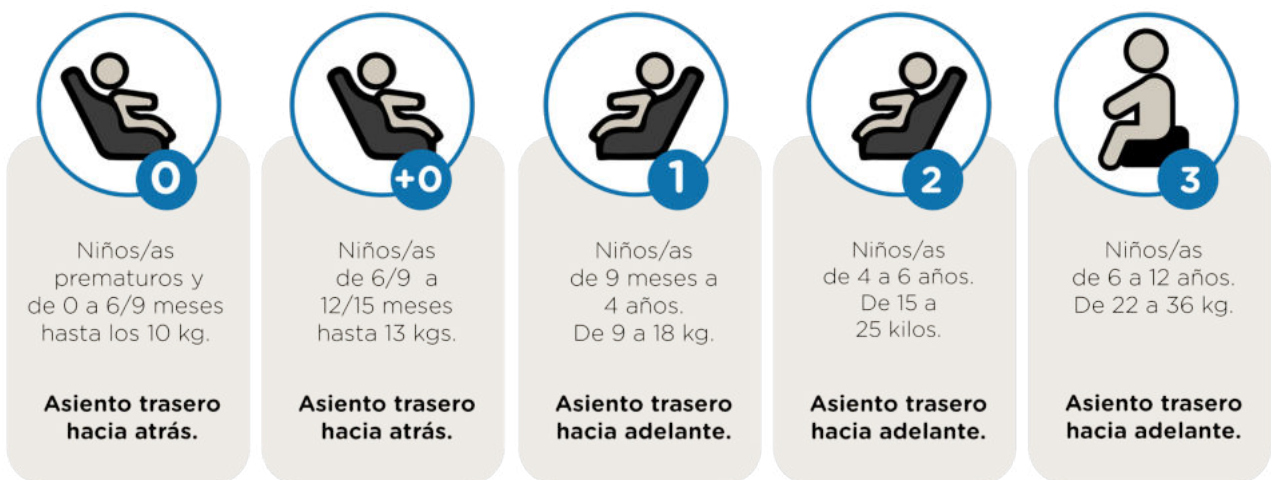 0
Niños/as
prematuros y
de 0 a 6/9 meses
hasta los 10 kg.
Asiento trasero
hacia atrás.
+0
Niños/as
de 6/9 a
12/15 meses
hasta 13 kgs.
Asiento trasero
hacia atrás.
1
Niños/as
de 9 meses a
4 años.
De 9 a 18 kg.
Asiento trasero
hacia adelante.
2
Niños/as
de 4 a 6 años.
De 15 a
25 kilos.
Asiento trasero
hacia adelante.
3
Niños/as
de 6 a 12 años.
De 22 a 36 kg.
Asiento trasero
hacia adelante.